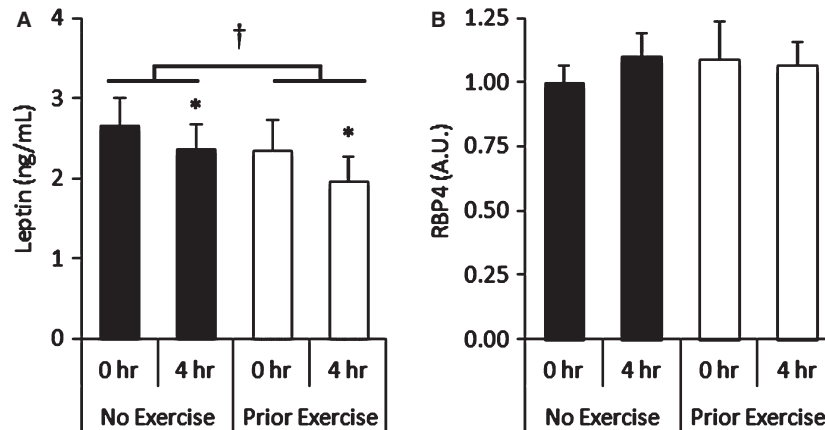 A
Leptin (ng/mL)
4
3
2
1
0
†
*
*
0 hr 4 hr 0 hr 4 hr
No Exercise Prior Exercise
B
RBP4 (A.U.)
1.25
1.00
0.75
0.50
0.25
0.00
0 hr 4 hr 0 hr 4 hr
No Exercise Prior Exercise